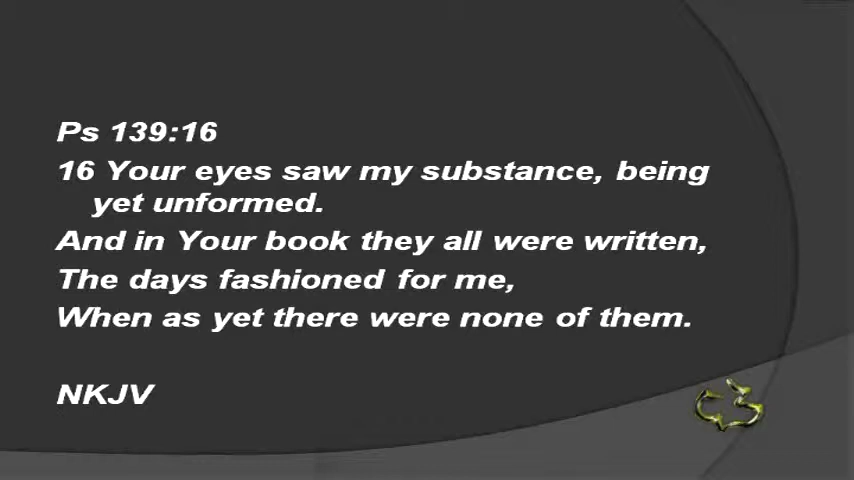 Ps 139:16
16 Your eyes saw my substance, being
yet unformed.
And in Your book they all were written,
The days fashioned for me,
When as yet there were none of them.
NKJV